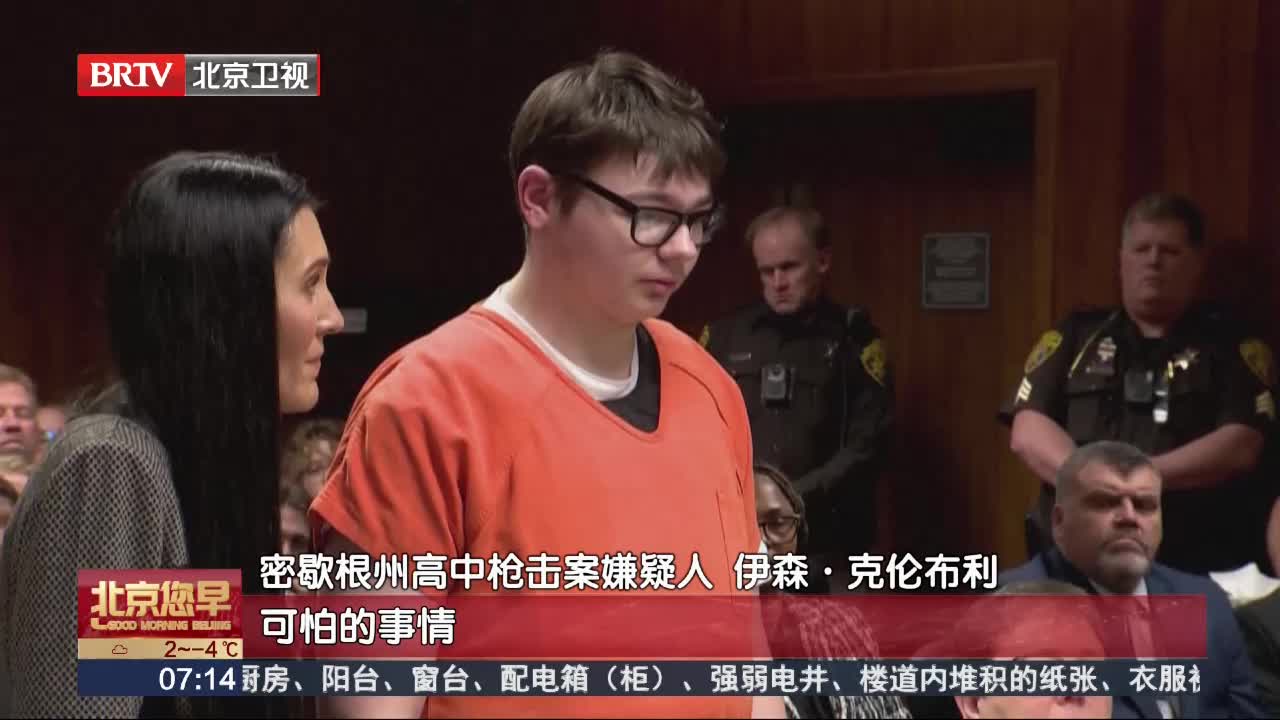 BRTV 北京卫视
密歇根州高中枪击案嫌疑人 伊森·克伦布利
可怕的事情
北京您早
GOOD MORNING BEIJING
2~-4℃
07:14 厨房、阳台、窗台、配电箱（柜）、强弱电井、楼道内堆积的纸张、衣服被